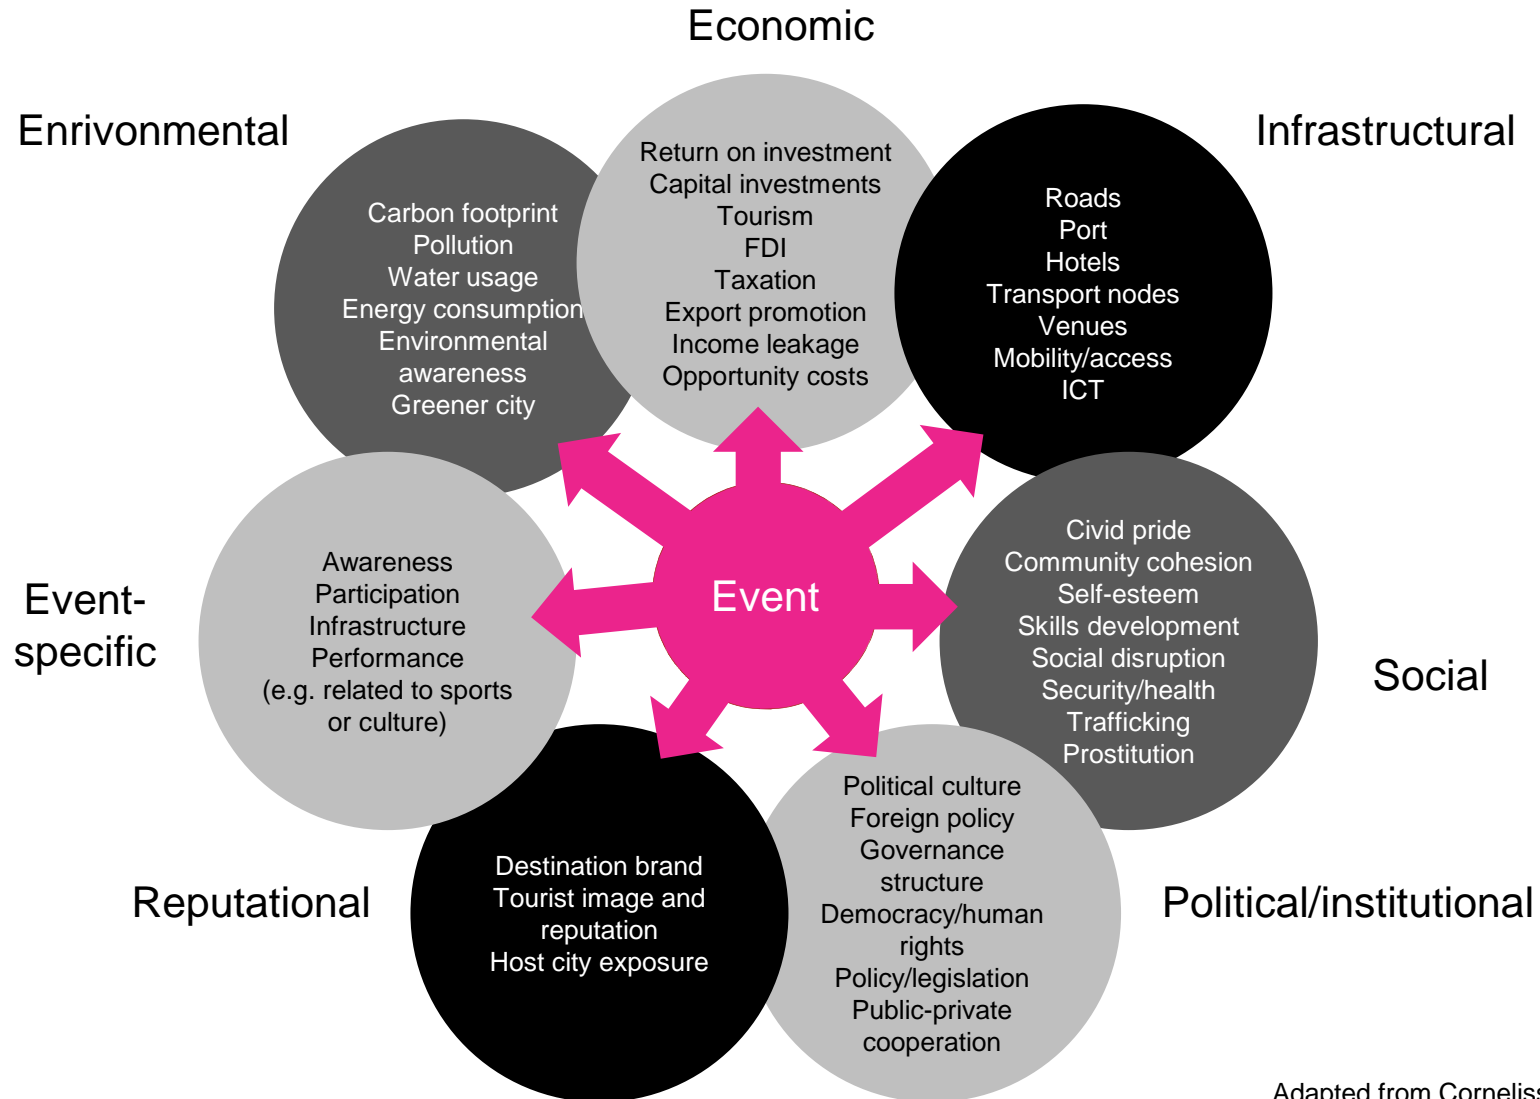 Economic
Enrivonmental
Infrastructural
Return on investment
Capital investments
Tourism
FDI
Taxation
Export promotion
Income leakage
Opportunity costs
Carbon footprint
Pollution
Water usage
Energy consumption
Environmental
awareness
Greener city
Roads
Port
Hotels
Transport nodes
Venues
Mobility/access
ICT
Event-
specific
Awareness
Participation
Infrastructure
Performance
(e.g. related to sports
or culture)
Event
Civid pride
Community cohesion
Self-esteem
Skills development
Social disruption
Security/health
Trafficking
Prostitution
Social
Reputational
Destination brand
Tourist image and
reputation
Host city exposure
Political culture
Foreign policy
Governance
structure
Democracy/human
rights
Policy/legislation
Public-private
cooperation
Political/institutional
Adapted from Corneliss